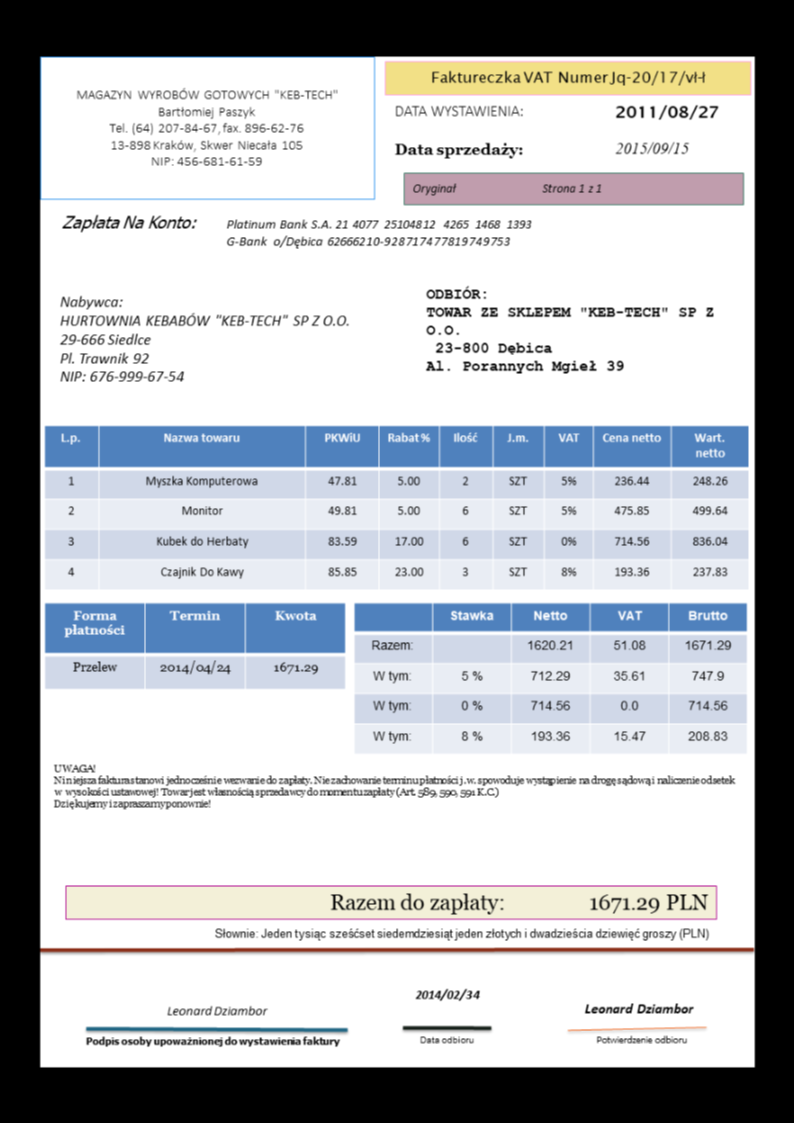 MAGAZYN WYROBÓW GOTOWYCH "KEB-TECH"
Bartłomiej Paszyk
Tel. (64) 207-84-67, fax. 896-62-76
13-898 Kraków, Skwer Niecała 105
NIP: 456-681-61-59
Faktureczka VAT Numer Jq-20/17/vł-ł
DATA WYSTAWIENIA: 2011/08/27
Data sprzedaży: 2015/09/15
Oryginał Strona 1 z 1
Zapłata Na Konto: Platinum Bank S.A. 21 4077 25104812 4265 1468 1393
G-Bank o/Dębica 62666210-928717477819749753
Nabywca:
HURTOWNIA KEBABÓW "KEB-TECH" SP Z O.O.
29-666 Siedlce
Pl. Trawnik 92
NIP: 676-999-67-54
ODBIÓR:
TOWAR ZE SKLEPEM "KEB-TECH" SP Z
O.O.
23-800 Dębica
Al. Porannych Mgieł 39
L.p. Nazwa towaru PKWiU Rabat % Ilość J.m. VAT Cena netto Wart.
netto
1 Myszka Komputerowa 47.81 5.00 2 SZT 5% 236.44 248.26
2 Monitor 49.81 5.00 6 SZT 5% 475.85 499.64
3 Kubek do Herbaty 83.59 17.00 6 SZT 0% 714.56 836.04
4 Czajnik Do Kawy 85.85 23.00 3 SZT 8% 193.36 237.83
Forma Termin Kwota
płatności
Przelew 2014/04/24 1671.29
Stawka Netto VAT Brutto
Razem: 1620.21 51.08 1671.29
W tym: 5 % 712.29 35.61 747.9
W tym: 0 % 714.56 0.0 714.56
W tym: 8 % 193.36 15.47 208.83
UWAGA!
Niniejsza faktura stanowi jednocześnie wezwanie do zapłaty. Nie zachowanie terminu płatności j.w. spowoduje wystąpienie na drogę sądową i naliczenie odsetek
w wysokości ustawowej! Towar jest własnością sprzedawcy do momentu zapłaty (Art. 589, 590, 591 K.C.)
Dziękujemy i zapraszamy ponownie!
Razem do zapłaty: 1671.29 PLN
Słownie: Jeden tysiąc sześćset siedemdziesiąt jeden złotych i dwadzieścia dziewięć groszy (PLN)
Leonard Dziambor
Podpis osoby upoważnionej do wystawienia faktury
2014/02/34
Data odbioru
Leonard Dziambor
Potwierdzenie odbioru